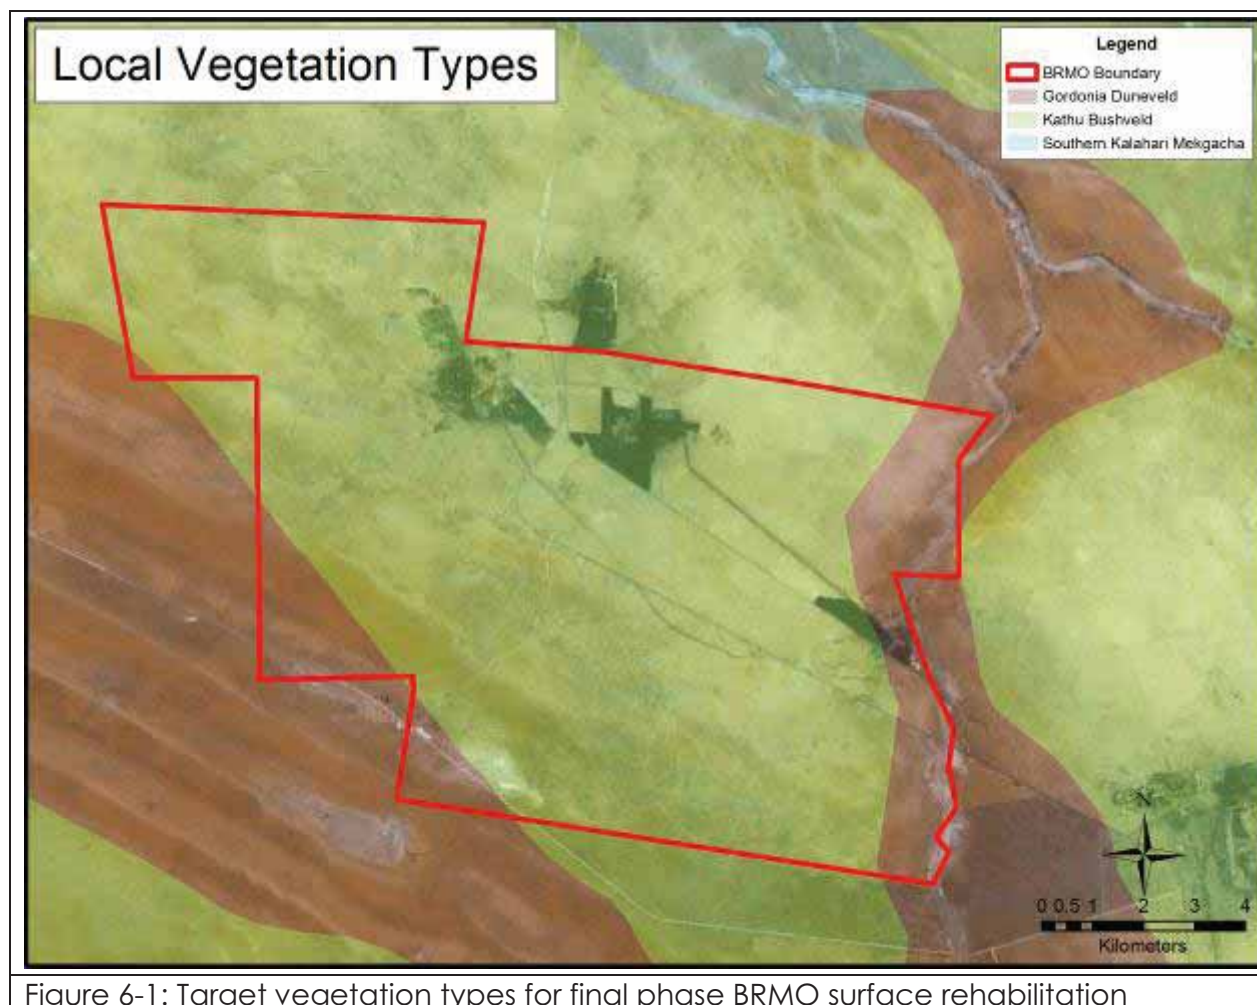 Local Vegetation Types
Legend
BRMO Boundary
Gordonia Duneveld
Kathu Bushveld
Southern Kalahari Mekgacha
N
0 0.5 1 2 3 4
Kilometers
Figure 6-1: Target vegetation types for final phase BRMO surface rehabilitation